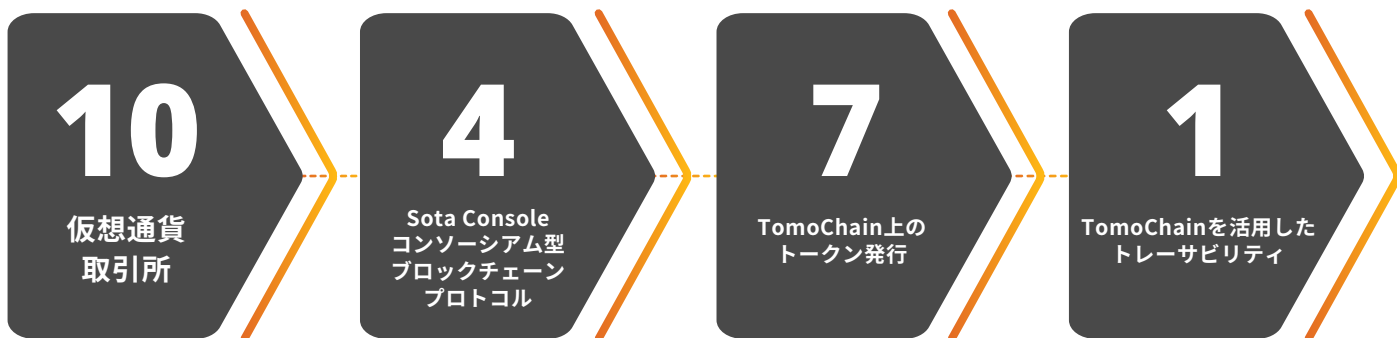 10
仮想通貨
取引所
4
Sota Console
コンソーシアム型
ブロックチェーン
プロトコル
7
TomoChain上の
トークン発行
1
TomoChainを活用した
トレーサビリティ